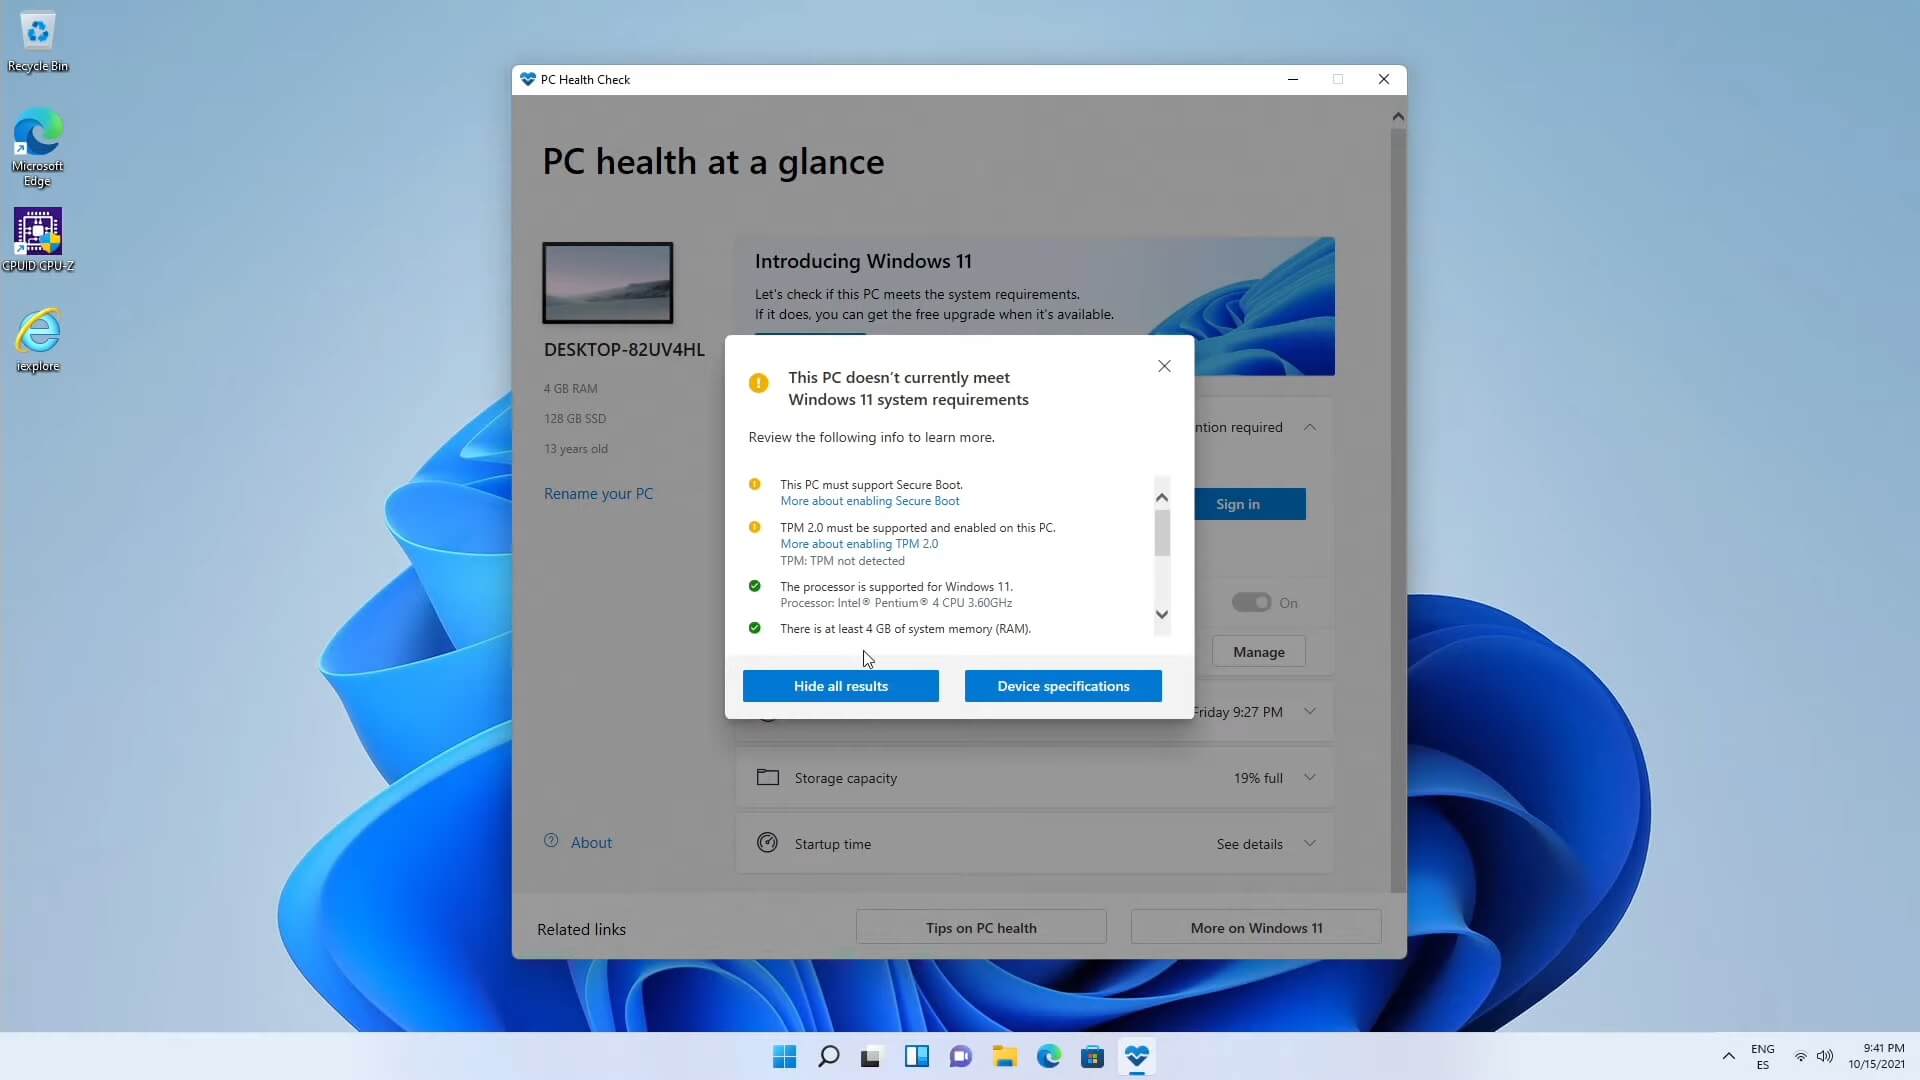 Recycle Bin
Microsoft
Edge
CPUID CPU-Z
iexplore
PC Health Check
PC health at a glance
DESKTOP-82UV4HL
4 GB RAM
128 GB SSD
13 years old
Rename your PC
About
Introducing Windows 11
Let's check if this PC meets the system requirements.
If it does, you can get the free upgrade when it's available.
ntion required
Sign in
On
Manage
Friday 9:27 PM
Storage capacity
19% full
Startup time
See details
This PC doesn't currently meet
Windows 11 system requirements
Review the following info to learn more.
This PC must support Secure Boot.
More about enabling Secure Boot
TPM 2.0 must be supported and enabled on this PC.
More about enabling TPM 2.0
TPM: TPM not detected
The processor is supported for Windows 11.
Processor: Intel® Pentium® 4 CPU 3.60GHz
There is at least 4 GB of system memory (RAM).
Hide all results
Device specifications
Related links
Tips on PC health
More on Windows 11
ENG
ES
9:41 PM
10/15/2021